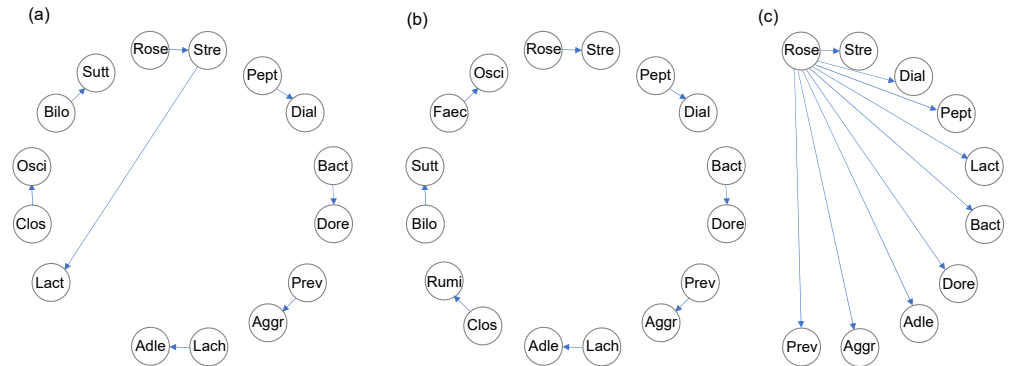 (a)
Rose
Stre
Sutt
Pept
Bilo
Dial
Osci
Bact
Clos
Dore
Lact
Prev
Aggr
Adle
Lach
(b)
Rose
Stre
Osci
Pept
Faec
Dial
Sutt
Bact
Bilo
Dore
Rumi
Prev
Clos
Aggr
Adle
Lach
(c)
Rose
Stre
Dial
Pept
Lact
Bact
Dore
Adle
Aggr
Prev